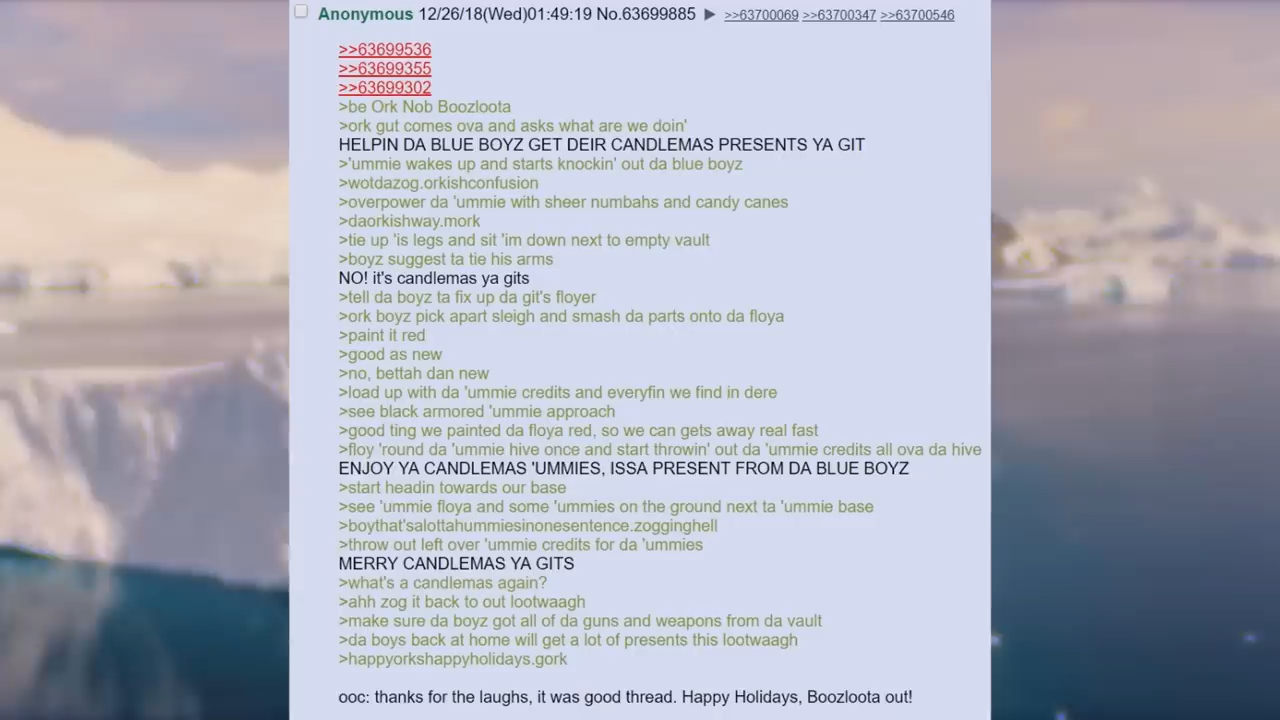 Anonymous 12/26/18(Wed)01:49:19 No.63699885 ▶ >>63700069 >>63700347 >>63700546
>>63699536
>>63699355
>>63699302
>be Ork Nob Boozloota
>ork gut comes ova and asks what are we doin'
HELPIN DA BLUE BOYZ GET DEIR CANDLEMAS PRESENTS YA GIT
>'ummie wakes up and starts knockin' out da blue boyz
>wotdazog.orkishconfusion
>overpower da 'ummie with sheer numbahs and candy canes
>daorkishway.mork
>tie up 'is legs and sit 'im down next to empty vault
>boyz suggest ta tie his arms
NO! it's candlemas ya gits
>tell da boyz ta fix up da git's floyer
>ork boyz pick apart sleigh and smash da parts onto da floya
>paint it red
>good as new
>no, bettah dan new
>load up with da 'ummie credits and everyfin we find in dere
>see black armored 'ummie approach
>good ting we painted da floya red, so we can gets away real fast
>floy 'round da 'ummie hive once and start throwin' out da 'ummie credits all ova da hive
ENJOY YA CANDLEMAS 'UMMIES, ISSA PRESENT FROM DA BLUE BOYZ
>start headin towards our base
>see 'ummie floya and some 'ummies on the ground next ta 'ummie base
>boythat'salottahummiesinonesentence.zogginghell
>throw out left over 'ummie credits for da 'ummies
MERRY CANDLEMAS YA GITS
>what's a candlemas again?
>ahh zog it back to out lootwaagh
>make sure da boyz got all of da guns and weapons from da vault
>da boys back at home will get a lot of presents this lootwaagh
>happyorkshappyholidays.gork
ooc: thanks for the laughs, it was good thread. Happy Holidays, Boozloota out!